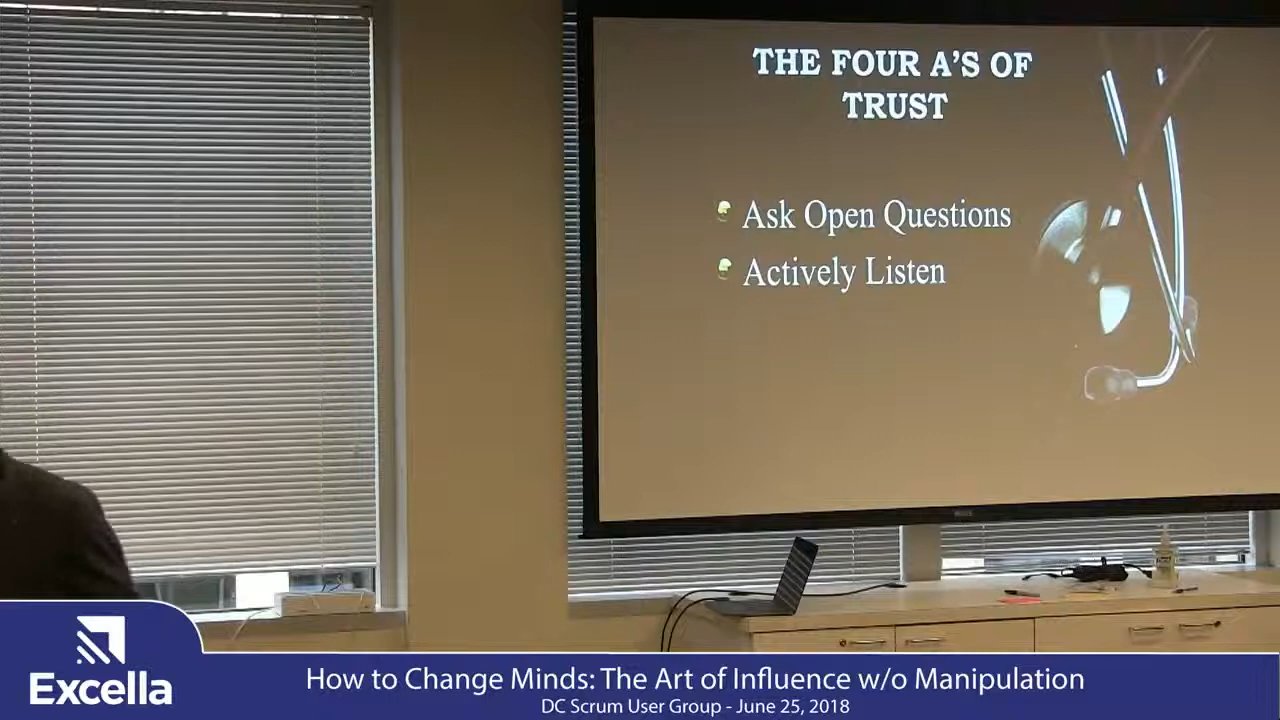 THE FOUR A'S OF
TRUST
Ask Open Questions
Actively Listen
Excella
How to Change Minds: The Art of Influence w/o Manipulation
DC Scrum User Group - June 25, 2018